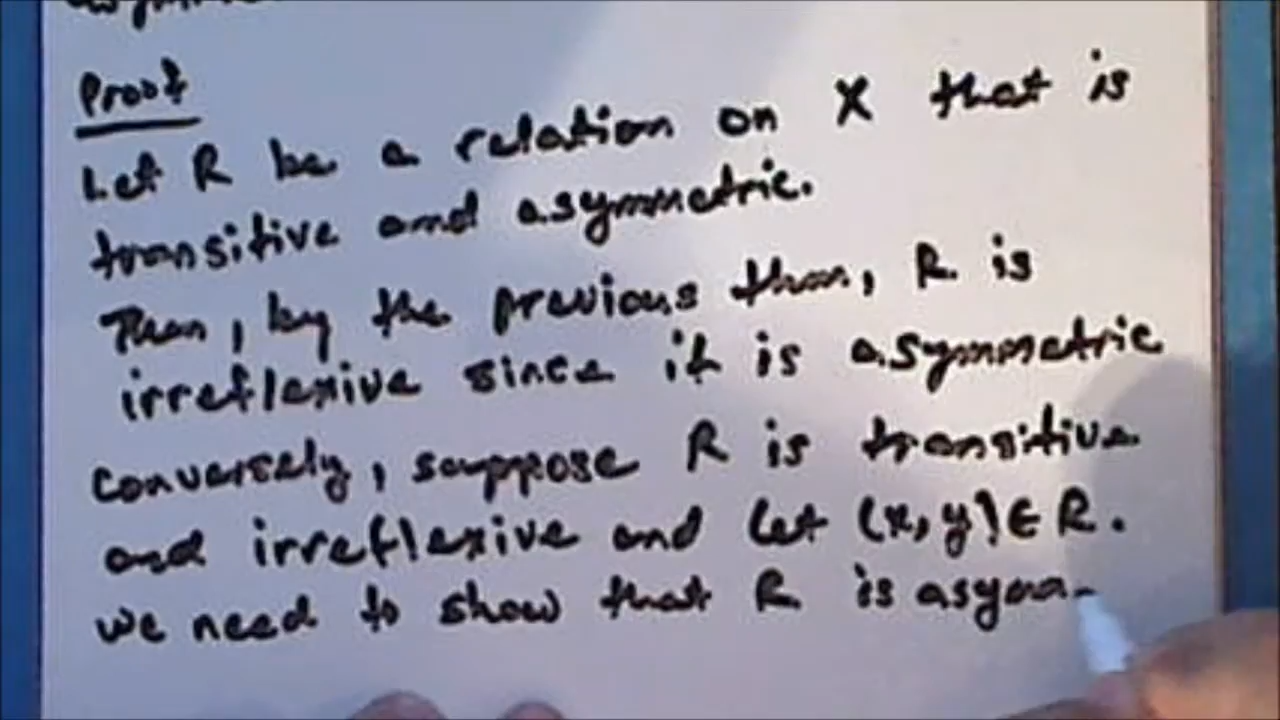 Proof
Let R be a relation on X that is
transitive and asymmetric.
Then, by the previous thm, R is
irreflexive since it is asymmetric
conversely, suppose R is transitive
and irreflexive and let (x,y)∈R.
we need to show that R is asymm